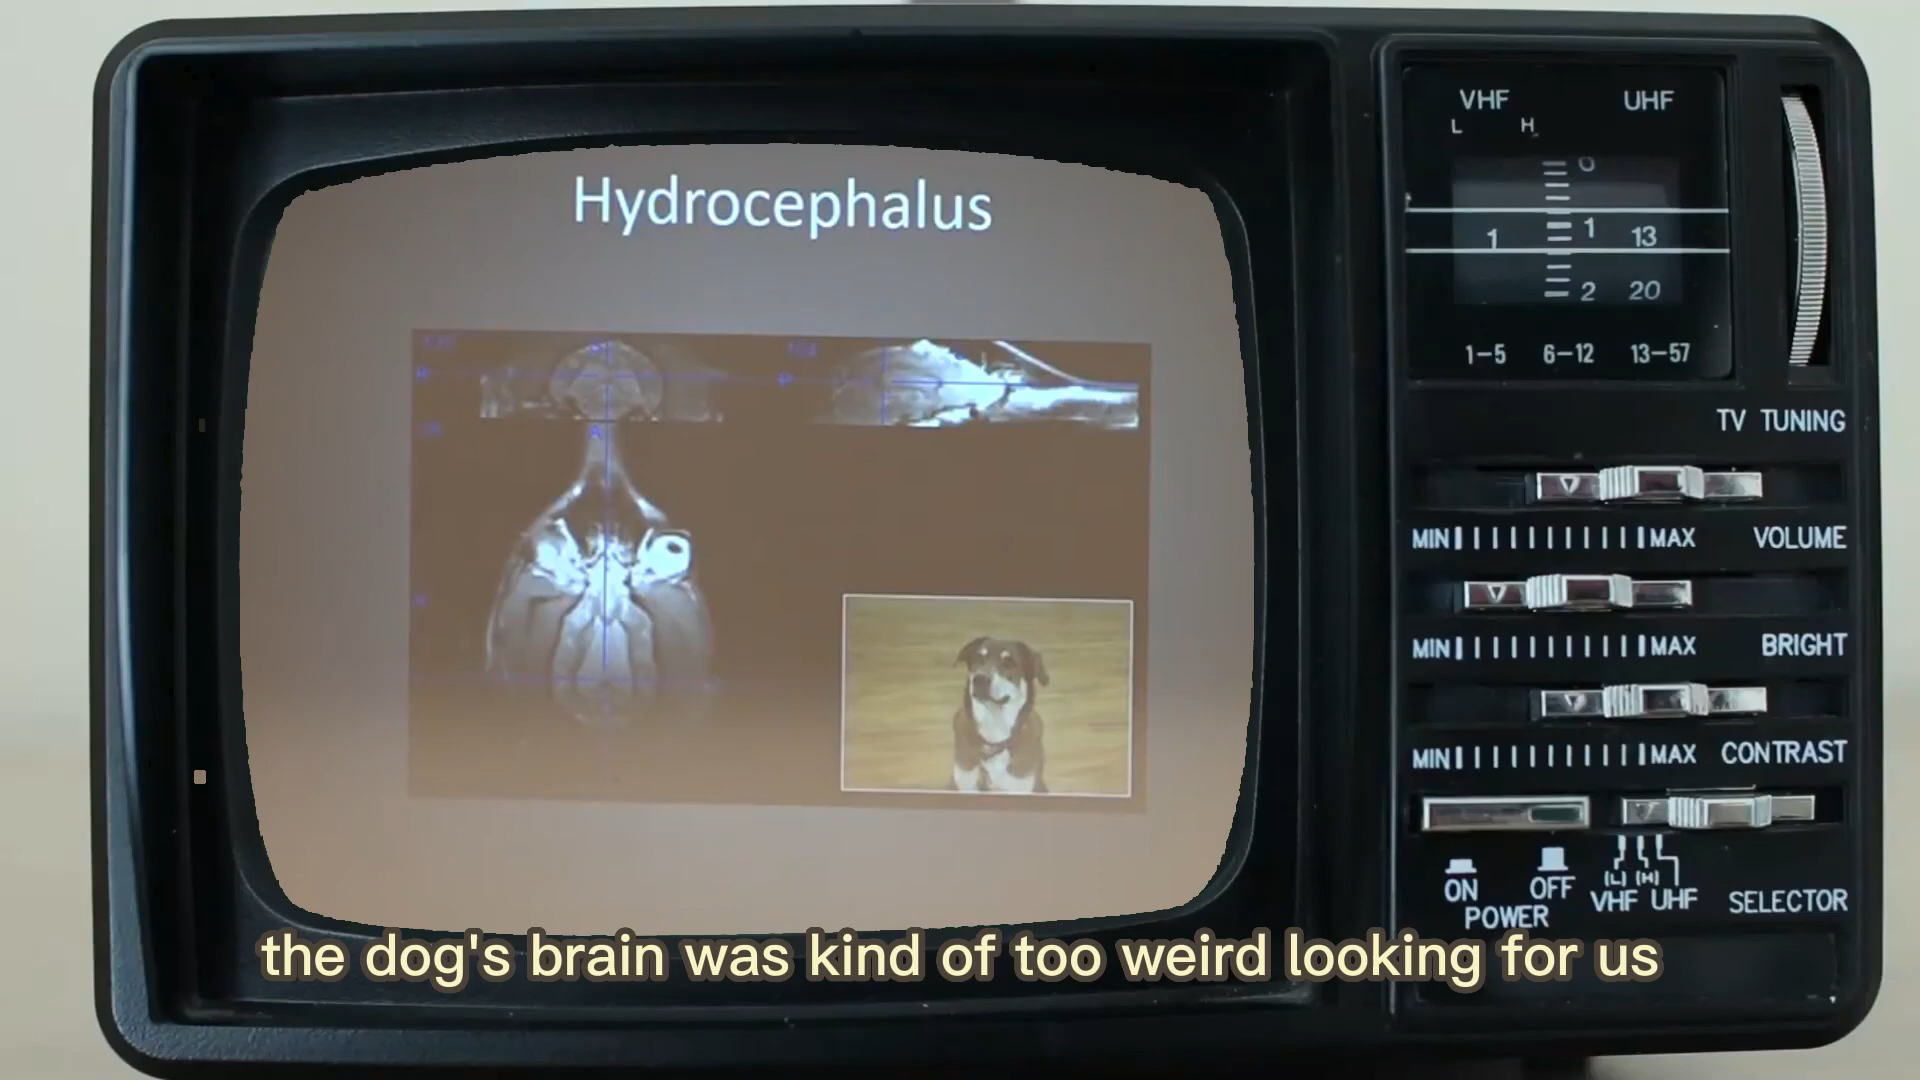 Hydrocephalus
VHF UHF
L H
0
1 1 13
2 20
1-5 6-12 13-57
TV TUNING
MIN MAX VOLUME
MIN MAX BRIGHT
MIN MAX CONTRAST
ON OFF (L) (H)
POWER VHF UHF SELECTOR
the dog's brain was kind of too weird looking for us